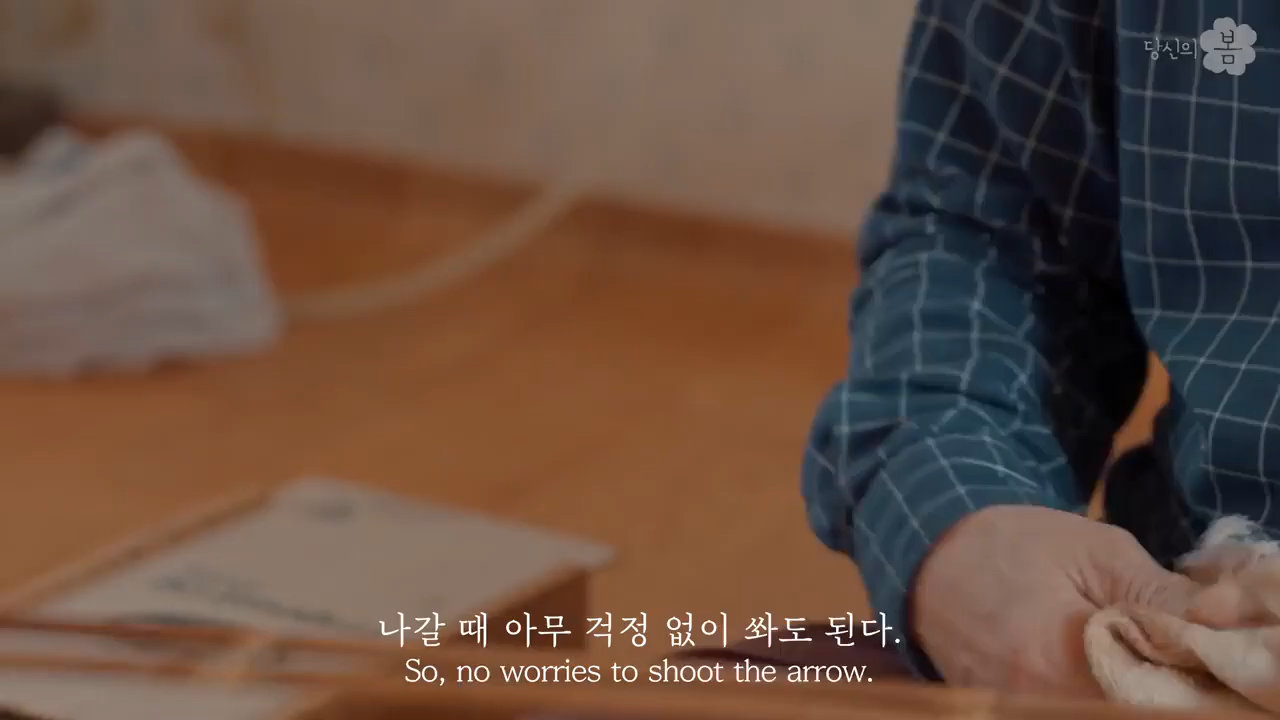 당신의 봄
나갈 때 아무 걱정 없이 쏴도 된다.
So, no worries to shoot the arrow.